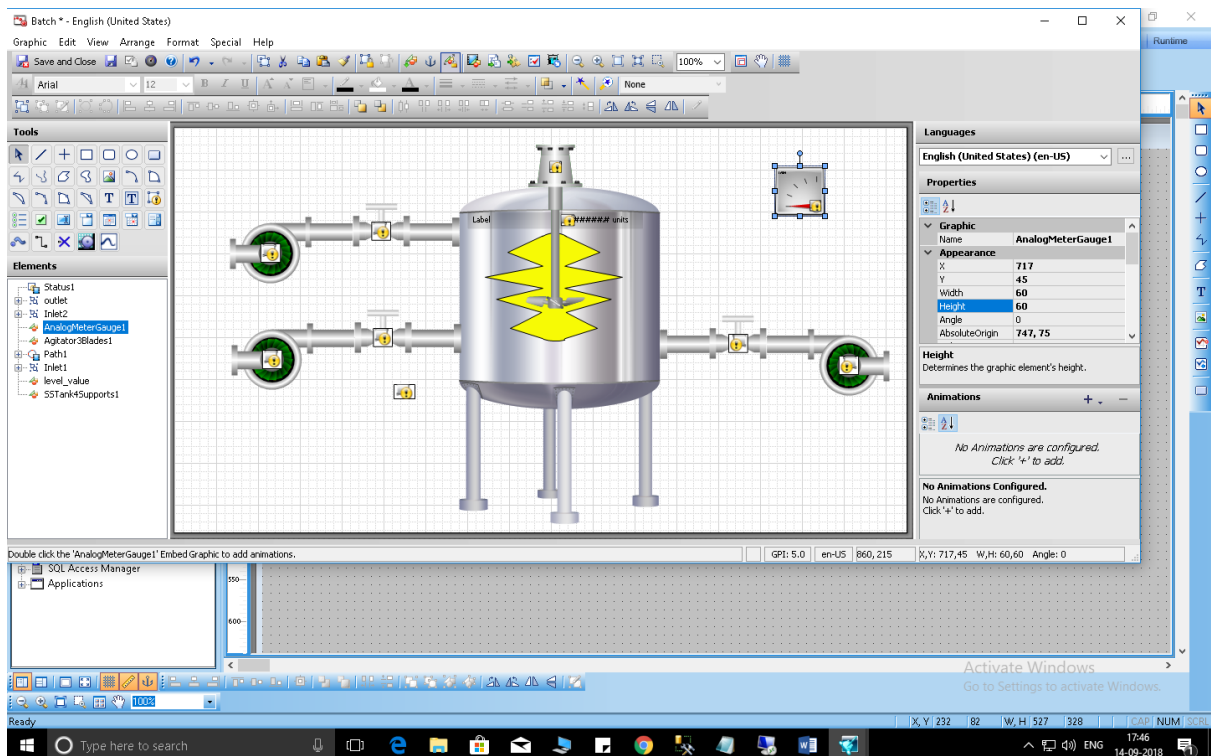 Batch * - English (United States)
Runtime
Graphic Edit View Arrange Format Special Help
Save and Close 100%
Arial 12 B I U A A A None
Tools
Languages
English (United States) (en-US) ...
Properties
Graphic
Name AnalogMeterGauge1
Appearance
X 717
Y 45
Width 60
Height 60
Angle 0
AbsoluteOrigin 747, 75
Height
Determines the graphic element's height.
Animations + -
No Animations are configured.
Click '+' to add.
No Animations Configured.
No Animations are configured.
Click '+' to add.
T T
Elements
Status1
outlet
Inlet2
AnalogMeterGauge1
Agitator3Blades1
Path1
Inlet1
level_value
SSTank4Supports1
Label ######.# units
T
Double click the 'AnalogMeterGauge1' Embed Graphic to add animations. GPI: 5.0 en-US 860, 215 X,Y: 717,45 W,H: 60,60 Angle: 0
SQL Access Manager
Applications
550
600
Activate Windows
Go to Settings to activate Windows.
100%
Ready X, Y 232 82 W, H 527 328 CAP NUM SCRL
Type here to search ENG 17:46
14-09-2018